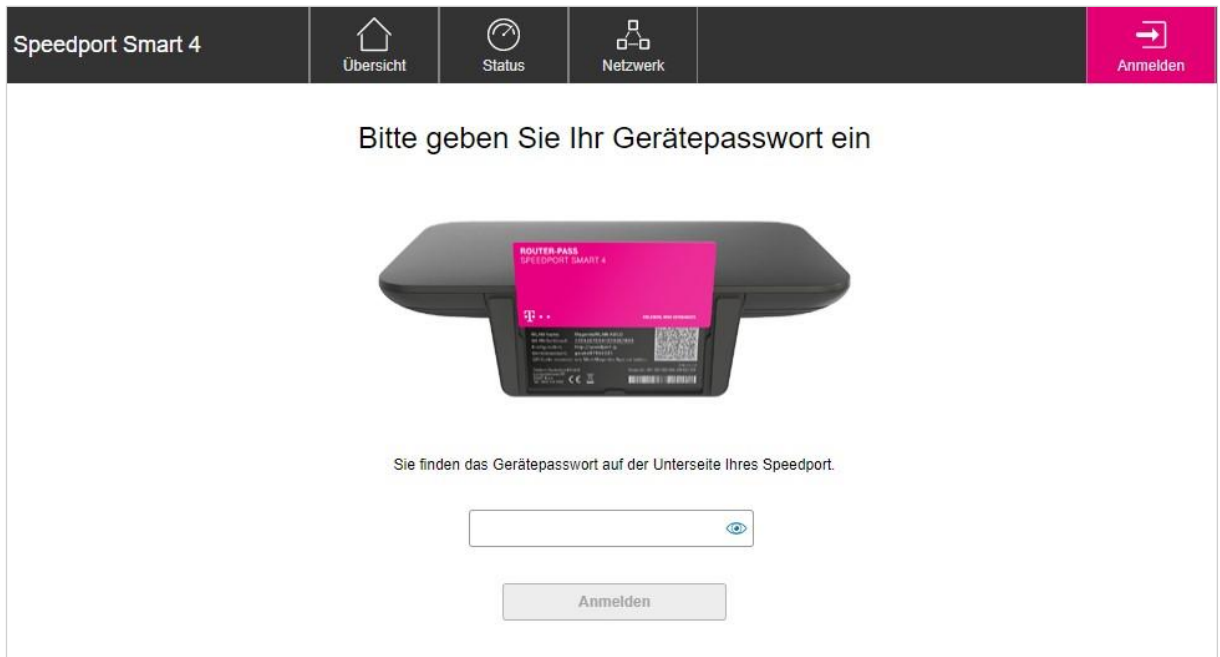 Speedport Smart 4
Übersicht
Status
Netzwerk
Anmelden
Bitte geben Sie Ihr Gerätepasswort ein
ROUTER-PASS
SPEEDPORT SMART 4
Sie finden das Gerätepasswort auf der Unterseite Ihres Speedport.
Anmelden